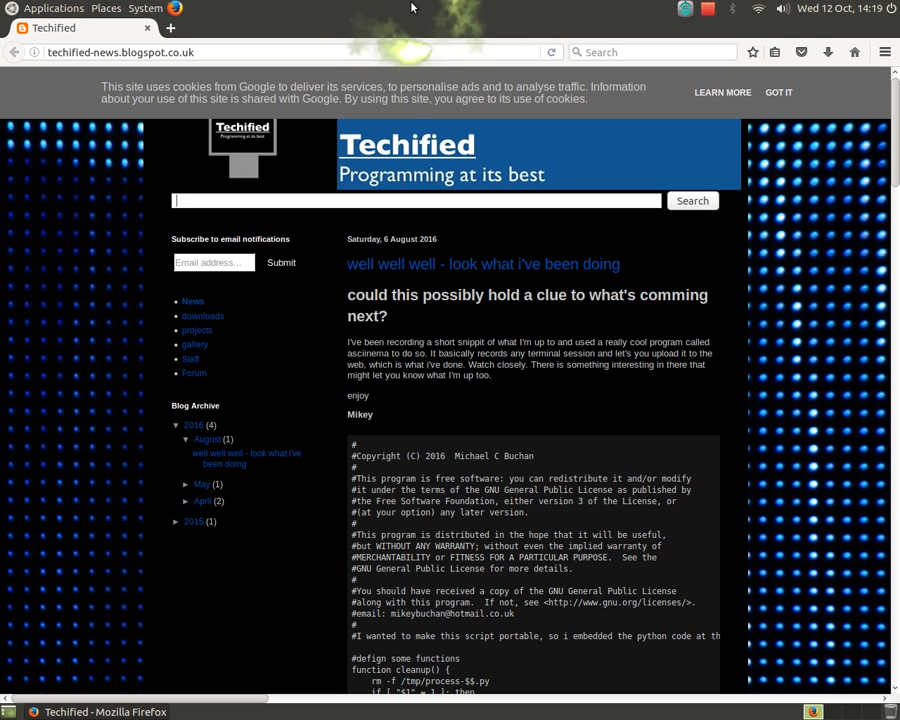 Applications Places System Wed 12 Oct, 14:19
Techified
techified-news.blogspot.co.uk Search
This site uses cookies from Google to deliver its services, to personalise ads and to analyse traffic. Information
about your use of this site is shared with Google. By using this site, you agree to its use of cookies.
LEARN MORE GOT IT
Techified
Programming at its best
Techified
Programming at its best
Search
Subscribe to email notifications
Email address...
Submit
News
downloads
projects
gallery
Staff
Forum
Blog Archive
▼ 2016 (4)
▼ August (1)
well well well - look what i've
been doing
► May (1)
► April (2)
► 2015 (1)
Saturday, 6 August 2016
well well well - look what i've been doing
could this possibly hold a clue to what's comming
next?
I've been recording a short snippit of what I'm up to and used a really cool program called
asciinema to do so. It basically records any terminal session and let's you upload it to the
web, which is what i've done. Watch closely. There is something interesting in there that
might let you know what I'm up too.
enjoy
Mikey
#
#Copyright (C) 2016  Michael C Buchan
#
#This program is free software: you can redistribute it and/or modify
#it under the terms of the GNU General Public License as published by
#the Free Software Foundation, either version 3 of the License, or
#(at your option) any later version.
#
#This program is distributed in the hope that it will be useful,
#but WITHOUT ANY WARRANTY; without even the implied warranty of
#MERCHANTABILITY or FITNESS FOR A PARTICULAR PURPOSE.  See the
#GNU General Public License for more details.
#
#You should have received a copy of the GNU General Public License
#along with this program.  If not, see <http://www.gnu.org/licenses/>.
#email: mikeybuchan@hotmail.co.uk
#
#I wanted to make this script portable, so i embedded the python code at th
#defign some functions
function cleanup() {
rm -f /tmp/process-$$.py
if [ "$1" = 1 ]; then
Techified - Mozilla Firefox